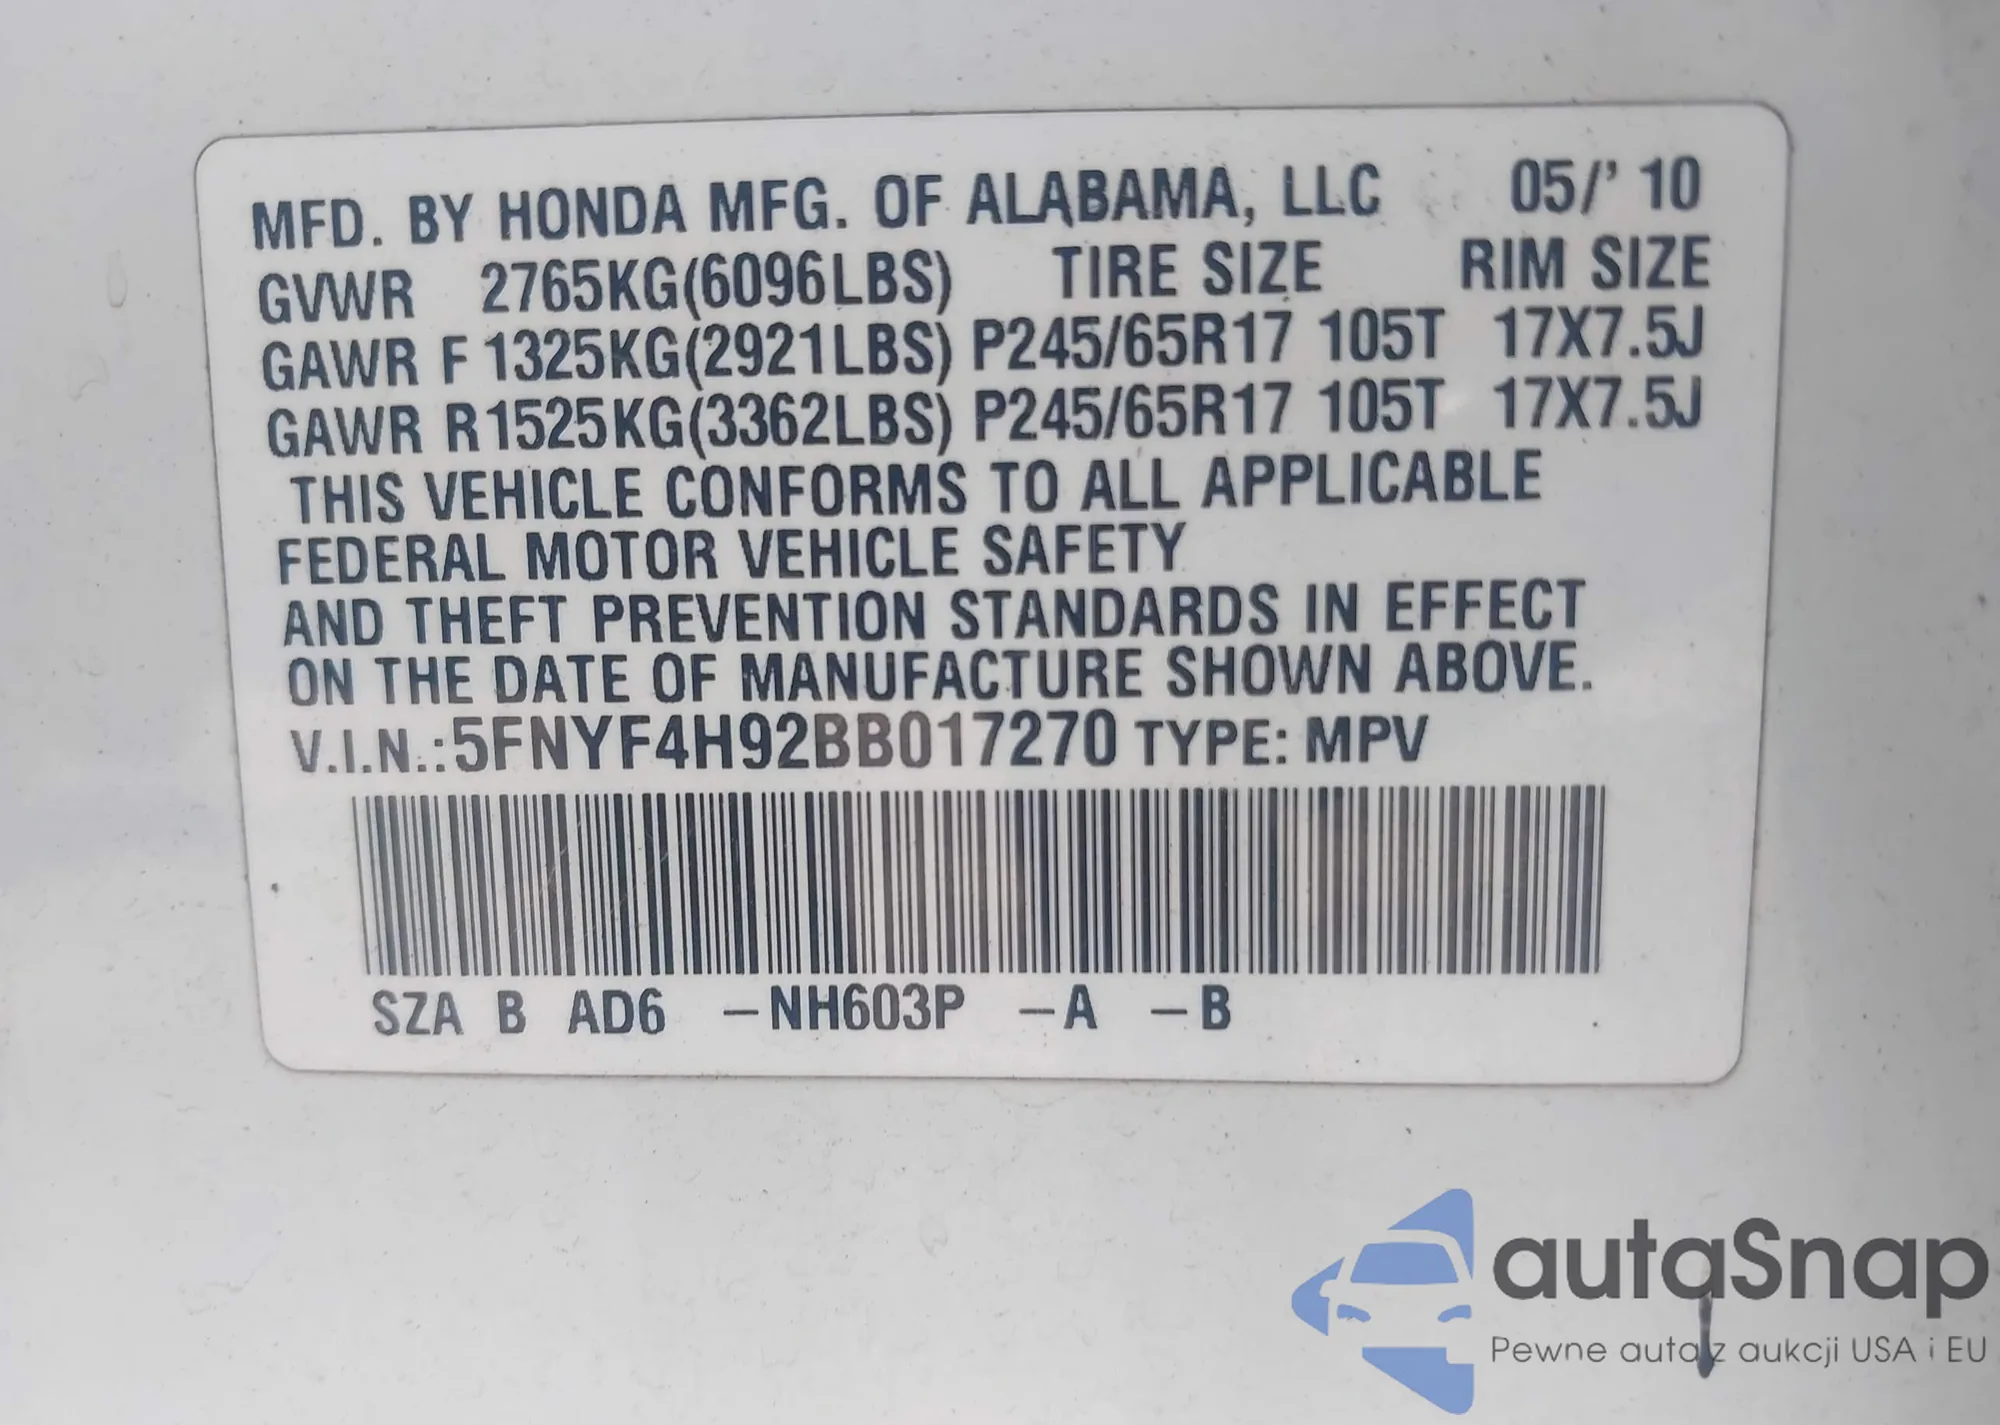 MFD. BY HONDA MFG. OF ALABAMA, LLC 05/' 10
GVWR 2765KG(6096LBS) TIRE SIZE RIM SIZE
GAWR F 1325KG(2921LBS) P245/65R17 105T 17X7.5J
GAWR R1525KG(3362LBS) P245/65R17 105T 17X7.5J
THIS VEHICLE CONFORMS TO ALL APPLICABLE
FEDERAL MOTOR VEHICLE SAFETY
AND THEFT PREVENTION STANDARDS IN EFFECT
ON THE DATE OF MANUFACTURE SHOWN ABOVE.
V.I.N.:5FNYF4H92BB017270 TYPE: MPV
SZA B AD6 -NH603P -A -B
autaSnap
Pewne auta z aukcji USA i EU